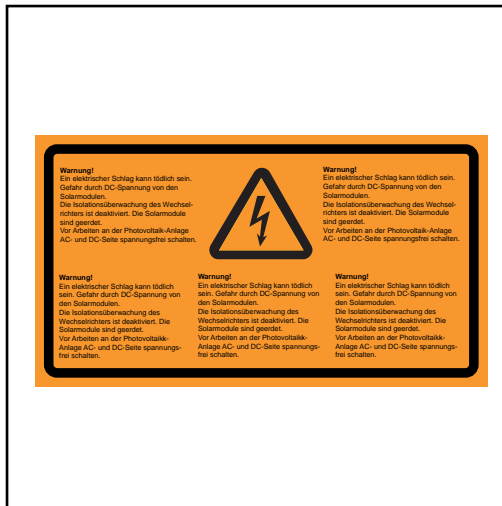 Warnung!
Ein elektrischer Schlag kann tödlich sein.
Gefahr durch DC-Spannung von den
Solarmodulen.
Die Isolationsüberwachung des Wechsel-
richters ist deaktiviert. Die Solarmodule
sind geerdet.
Vor Arbeiten an der Photovoltaik-Anlage
AC- und DC-Seite spannungsfrei schalten.
Warnung!
Ein elektrischer Schlag kann tödlich sein.
Gefahr durch DC-Spannung von den
Solarmodulen.
Die Isolationsüberwachung des Wechsel-
richters ist deaktiviert. Die Solarmodule
sind geerdet.
Vor Arbeiten an der Photovoltaik-Anlage
AC- und DC-Seite spannungsfrei schalten.
Warnung!
Ein elektrischer Schlag kann tödlich
sein. Gefahr durch DC-Spannung von
den Solarmodulen.
Die Isolationsüberwachung des
Wechselrichters ist deaktiviert. Die
Solarmodule sind geerdet.
Vor Arbeiten an der Photovoltaikk-
Anlage AC- und DC-Seite spannungs-
frei schalten.
Warnung!
Ein elektrischer Schlag kann tödlich
sein. Gefahr durch DC-Spannung von
den Solarmodulen.
Die Isolationsüberwachung des
Wechselrichters ist deaktiviert. Die
Solarmodule sind geerdet.
Vor Arbeiten an der Photovoltaikk-
Anlage AC- und DC-Seite spannungs-
frei schalten.
Warnung!
Ein elektrischer Schlag kann tödlich
sein. Gefahr durch DC-Spannung von
den Solarmodulen.
Die Isolationsüberwachung des
Wechselrichters ist deaktiviert. Die
Solarmodule sind geerdet.
Vor Arbeiten an der Photovoltaikk-
Anlage AC- und DC-Seite spannungs-
frei schalten.